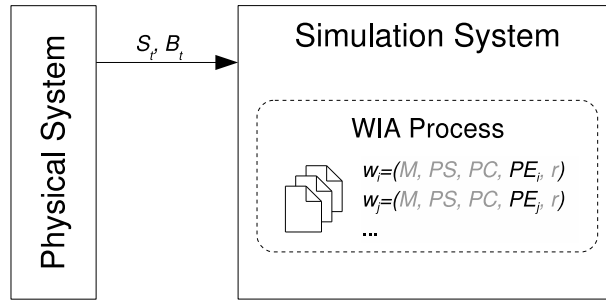 Physical System
S_t, B_t
Simulation System
WIA Process
w_i=(M, PS, PC, PE_i, r)
w_j=(M, PS, PC, PE_j, r)
...